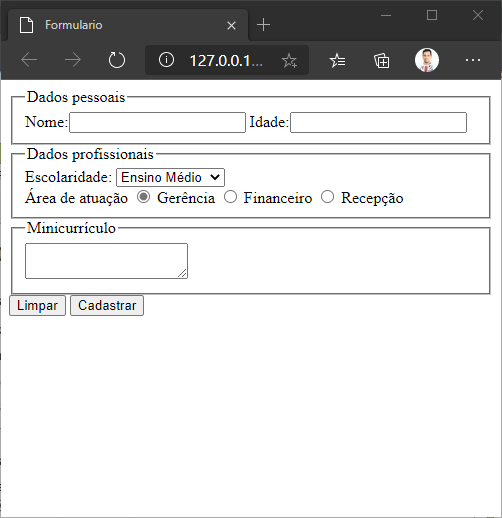 Formulario
127.0.0.1...
Dados pessoais
Nome: Idade:
Dados profissionais
Escolaridade: Ensino Médio
Área de atuação Gerência Financeiro Recepção
Minicurrículo
Limpar Cadastrar